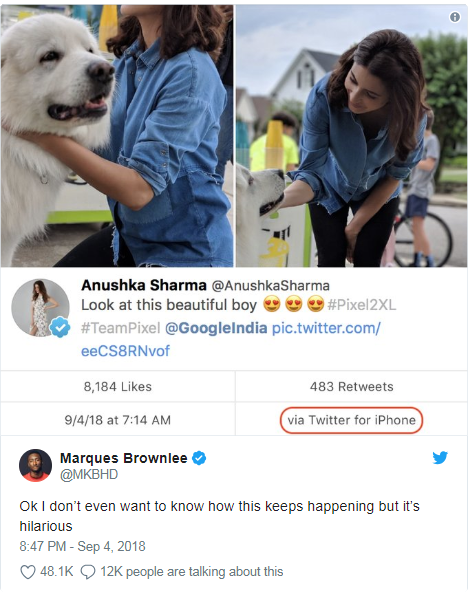 Anushka Sharma @AnushkaSharma
Look at this beautiful boy 😍 😍 😍 #Pixel2XL
#TeamPixel @GoogleIndia pic.twitter.com/
eeCS8RNvof
8,184 Likes
483 Retweets
9/4/18 at 7:14 AM
via Twitter for iPhone
Marques Brownlee
@MKBHD
Ok I don't even want to know how this keeps happening but it's
hilarious
8:47 PM - Sep 4, 2018
48.1K 12K people are talking about this